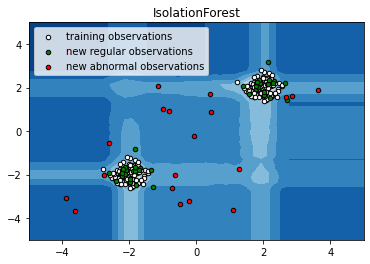 IsolationForest
training observations
new regular observations
new abnormal observations
4
2
0
−2
−4
−4
−2
0
2
4